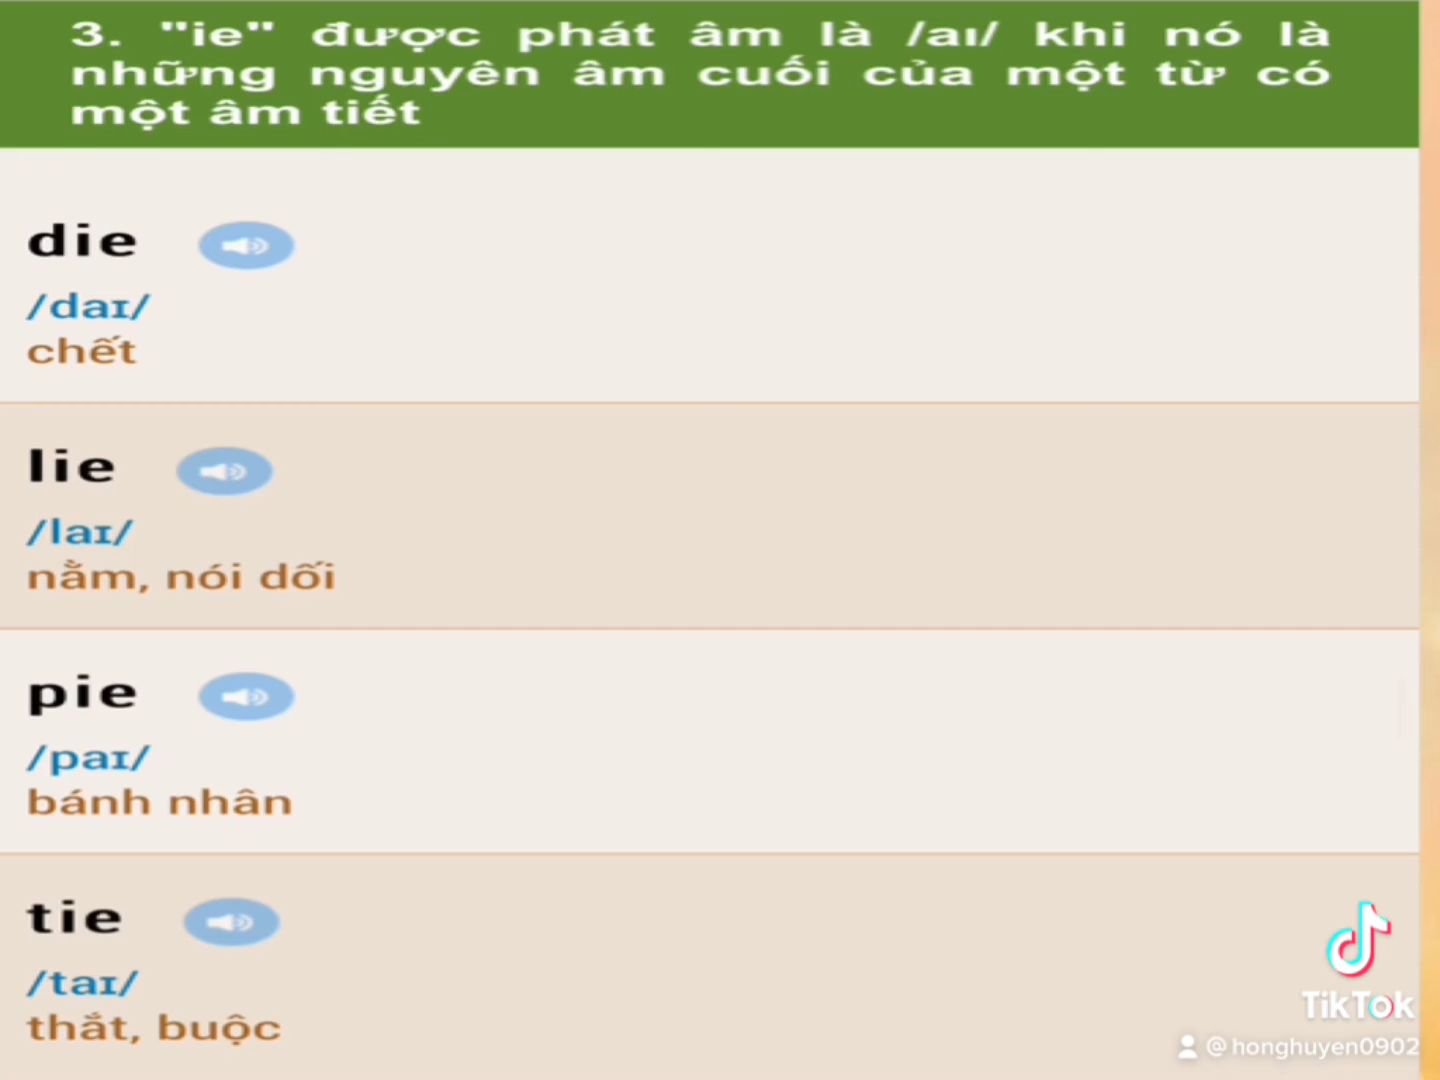 3. "ie" được phát âm là /aɪ/ khi nó là
những nguyên âm cuối của một từ có
một âm tiết
die
/daɪ/
chết
lie
/laɪ/
nằm, nói dối
pie
/paɪ/
bánh nhân
tie
/taɪ/
thắt, buộc
TikTok
@honghuyen0902